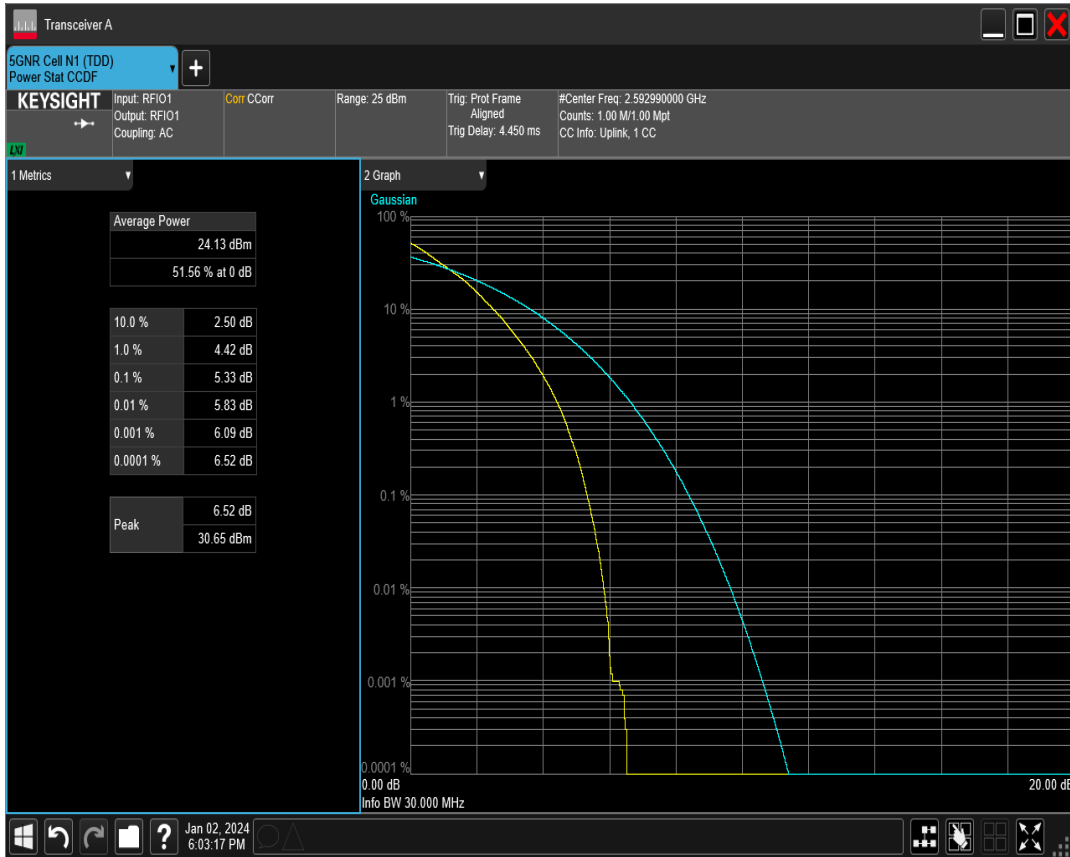 Transceiver A
5GNR Cell N1 (TDD)
Power Stat CCDF
+
KEYSIGHT
LXI
Input: RFIO1
Output: RFIO1
Coupling: AC
Corr CCorr
Range: 25 dBm
Trig: Prot Frame
Aligned
Trig Delay: 4.450 ms
#Center Freq: 2.592990000 GHz
Counts: 1.00 M/1.00 Mpt
CC Info: Uplink, 1 CC
1 Metrics
Average Power
24.13 dBm
51.56 % at 0 dB
10.0 % 2.50 dB
1.0 % 4.42 dB
0.1 % 5.33 dB
0.01 % 5.83 dB
0.001 % 6.09 dB
0.0001 % 6.52 dB
Peak
6.52 dB
30.65 dBm
2 Graph
Gaussian
100 %
10 %
1 %
0.1 %
0.01 %
0.001 %
0.0001 %
0.00 dB 20.00 dB
Info BW 30.000 MHz
?
Jan 02, 2024
6:03:17 PM